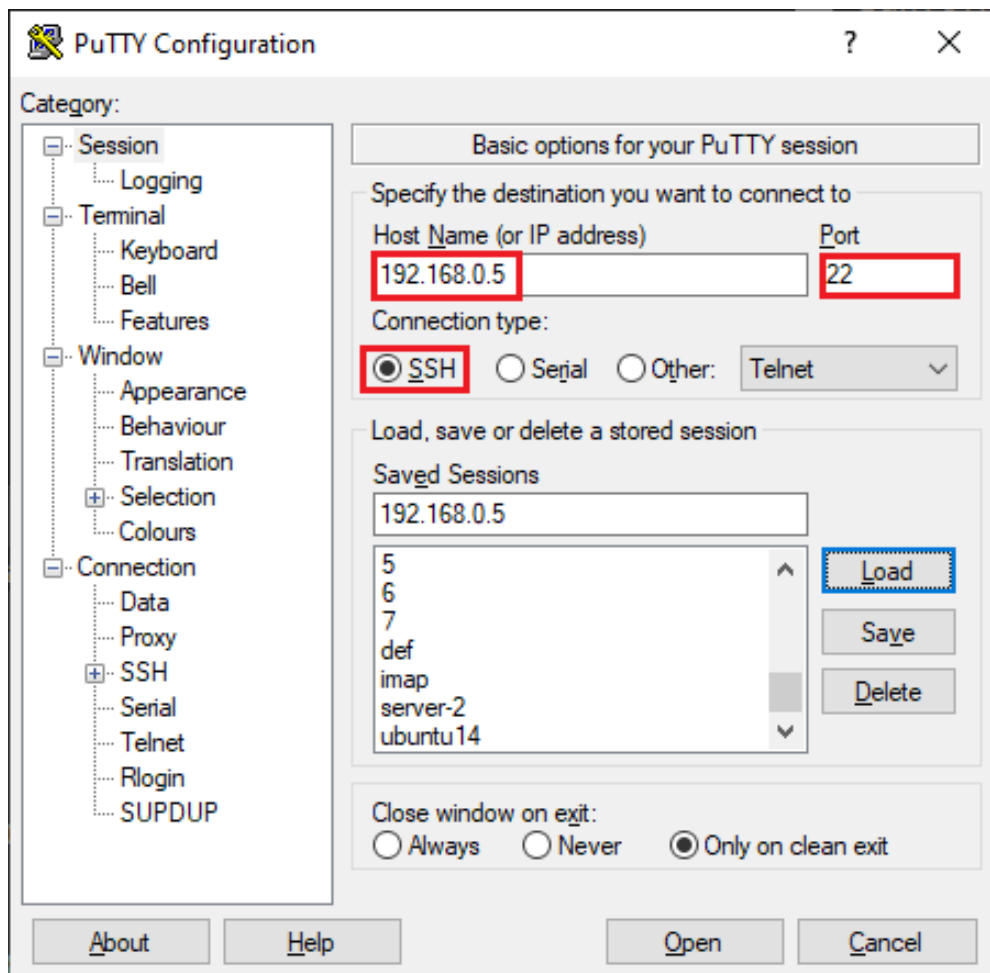 PuTTY Configuration
?
Category:
Session
Logging
Terminal
Keyboard
Bell
Features
Window
Appearance
Behaviour
Translation
Selection
Colours
Connection
Data
Proxy
SSH
Serial
Telnet
Rlogin
SUPDUP
Basic options for your PuTTY session
Specify the destination you want to connect to
Host Name (or IP address) Port
192.168.0.5 22
Connection type:
SSH Serial Other: Telnet
Load, save or delete a stored session
Saved Sessions
192.168.0.5
5
6
7
def
imap
server-2
ubuntu14
Load
Save
Delete
Close window on exit:
Always Never Only on clean exit
About Help Open Cancel